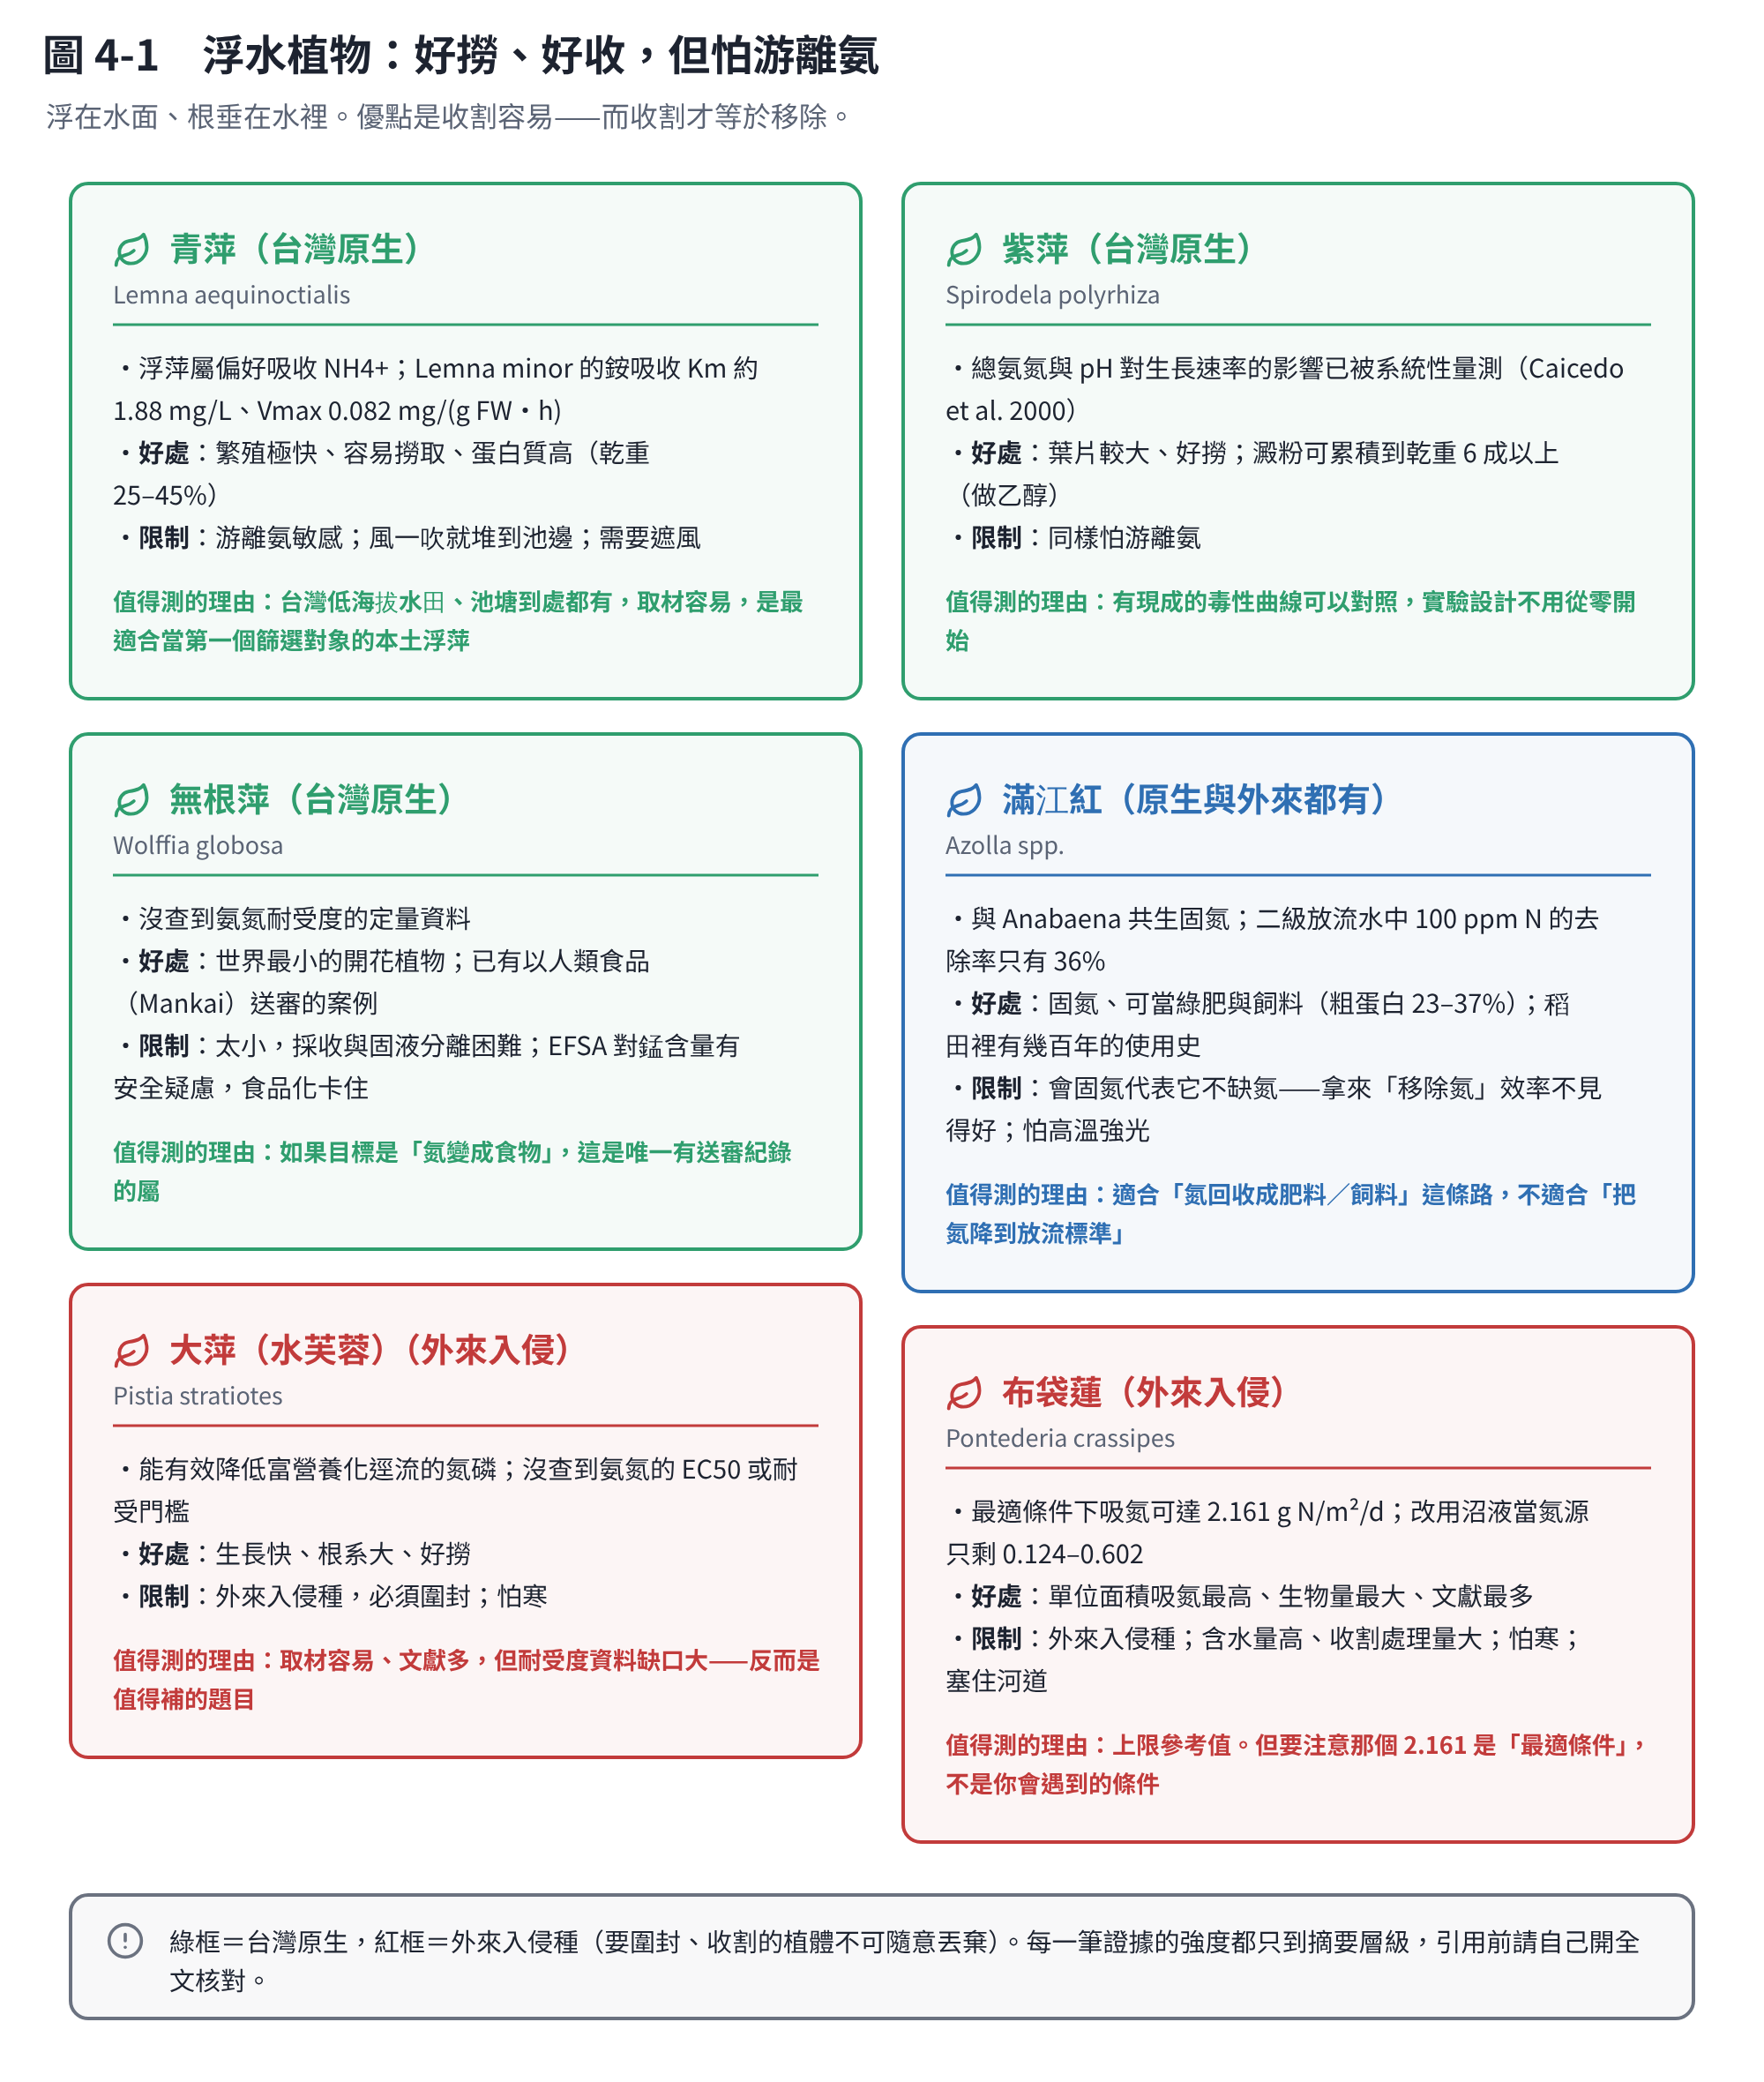 圖 4-1　浮水植物：好撈、好收，但怕游離氨
浮在水面、根垂在水裡。優點是收割容易——而收割才等於移除。
青萍（台灣原生）
Lemna aequinoctialis
・浮萍屬偏好吸收 NH4+；Lemna minor 的銨吸收 Km 約
1.88 mg/L、Vmax 0.082 mg/(g FW・h)
・好處：繁殖極快、容易撈取、蛋白質高（乾重
25–45%）
・限制：游離氨敏感；風一吹就堆到池邊；需要遮風
值得測的理由：台灣低海拔水田、池塘到處都有，取材容易，是最
適合當第一個篩選對象的本土浮萍
紫萍（台灣原生）
Spirodela polyrhiza
・總氨氮與 pH 對生長速率的影響已被系統性量測（Caicedo
et al. 2000）
・好處：葉片較大、好撈；澱粉可累積到乾重 6 成以上
（做乙醇）
・限制：同樣怕游離氨
值得測的理由：有現成的毒性曲線可以對照，實驗設計不用從零開
始
無根萍（台灣原生）
Wolffia globosa
・沒查到氨氮耐受度的定量資料
・好處：世界最小的開花植物；已有以人類食品
（Mankai）送審的案例
・限制：太小，採收與固液分離困難；EFSA 對錳含量有
安全疑慮，食品化卡住
值得測的理由：如果目標是「氮變成食物」，這是唯一有送審紀錄
的屬
滿江紅（原生與外來都有）
Azolla spp.
・與 Anabaena 共生固氮；二級放流水中 100 ppm N 的去
除率只有 36%
・好處：固氮、可當綠肥與飼料（粗蛋白 23–37%）；稻
田裡有幾百年的使用史
・限制：會固氮代表它不缺氮——拿來「移除氮」效率不見
得好；怕高溫強光
值得測的理由：適合「氮回收成肥料／飼料」這條路，不適合「把
氮降到放流標準」
大萍（水芙蓉）（外來入侵）
Pistia stratiotes
・能有效降低富營養化逕流的氮磷；沒查到氨氮的 EC50 或耐
受門檻
・好處：生長快、根系大、好撈
・限制：外來入侵種，必須圍封；怕寒
值得測的理由：取材容易、文獻多，但耐受度資料缺口大——反而是
值得補的題目
布袋蓮（外來入侵）
Pontederia crassipes
・最適條件下吸氮可達 2.161 g N/m²/d；改用沼液當氮源
只剩 0.124–0.602
・好處：單位面積吸氮最高、生物量最大、文獻最多
・限制：外來入侵種；含水量高、收割處理量大；怕寒；
塞住河道
值得測的理由：上限參考值。但要注意那個 2.161 是「最適條件」，
不是你會遇到的條件
綠框＝台灣原生，紅框＝外來入侵種（要圍封、收割的植體不可隨意丟棄）。每一筆證據的強度都只到摘要層級，引用前請自己開全
文核對。